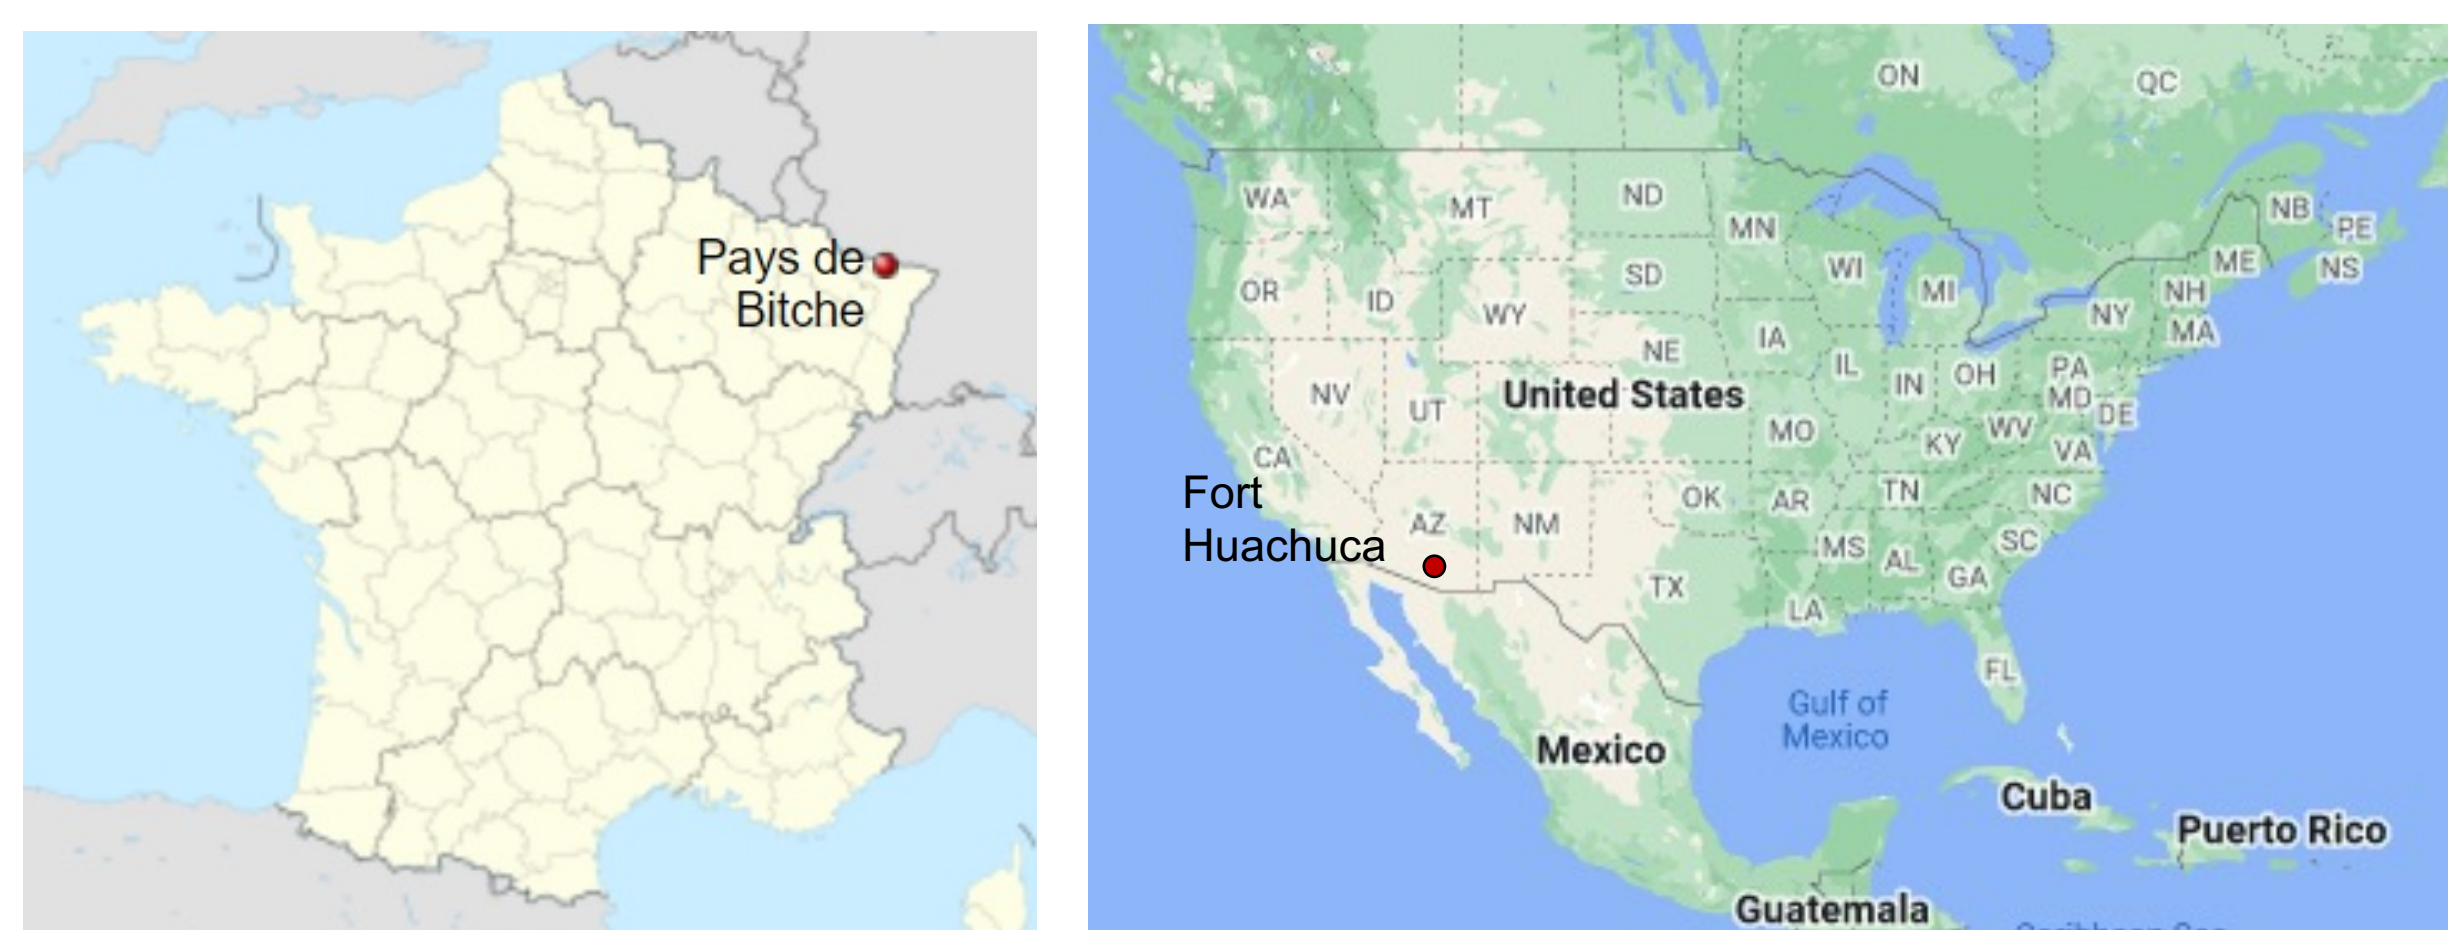 Pays de
Bitche
ON
QC
WA
MT
ND
MN
NB
PE
OR
ID
SD
WI
MI
ME
NS
WY
NH
NY
MA
IA
NE
IL
IN
OH
PA
NV
UT
United States
MD
DE
MO
KY
WV
VA
CA
Fort
Huachuca
AZ
NM
OK
AR
TN
NC
MS
AL
SC
GA
TX
LA
FL
Gulf of
Mexico
Mexico
Cuba
Puerto Rico
Guatemala